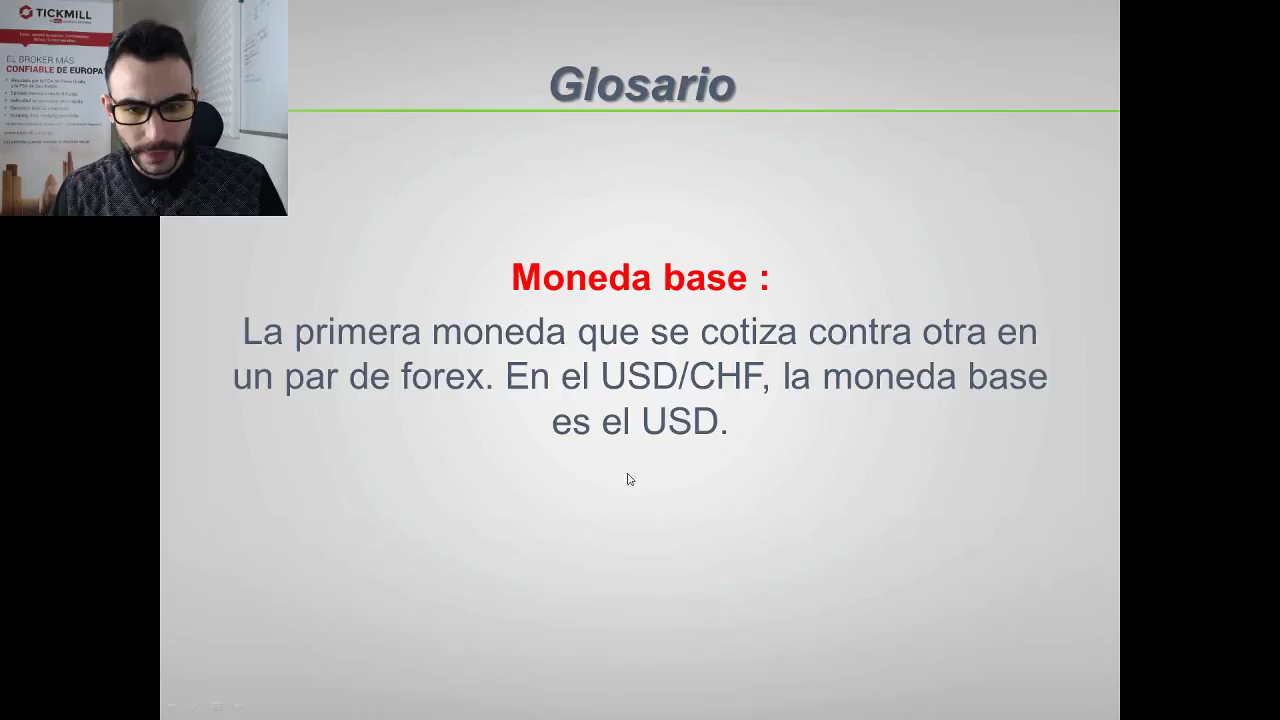 TICKMILL
EL BROKER MÁS
CONFIABLE DE EUROPA
Glosario
Moneda base :
La primera moneda que se cotiza contra otra en
un par de forex. En el USD/CHF, la moneda base
es el USD.